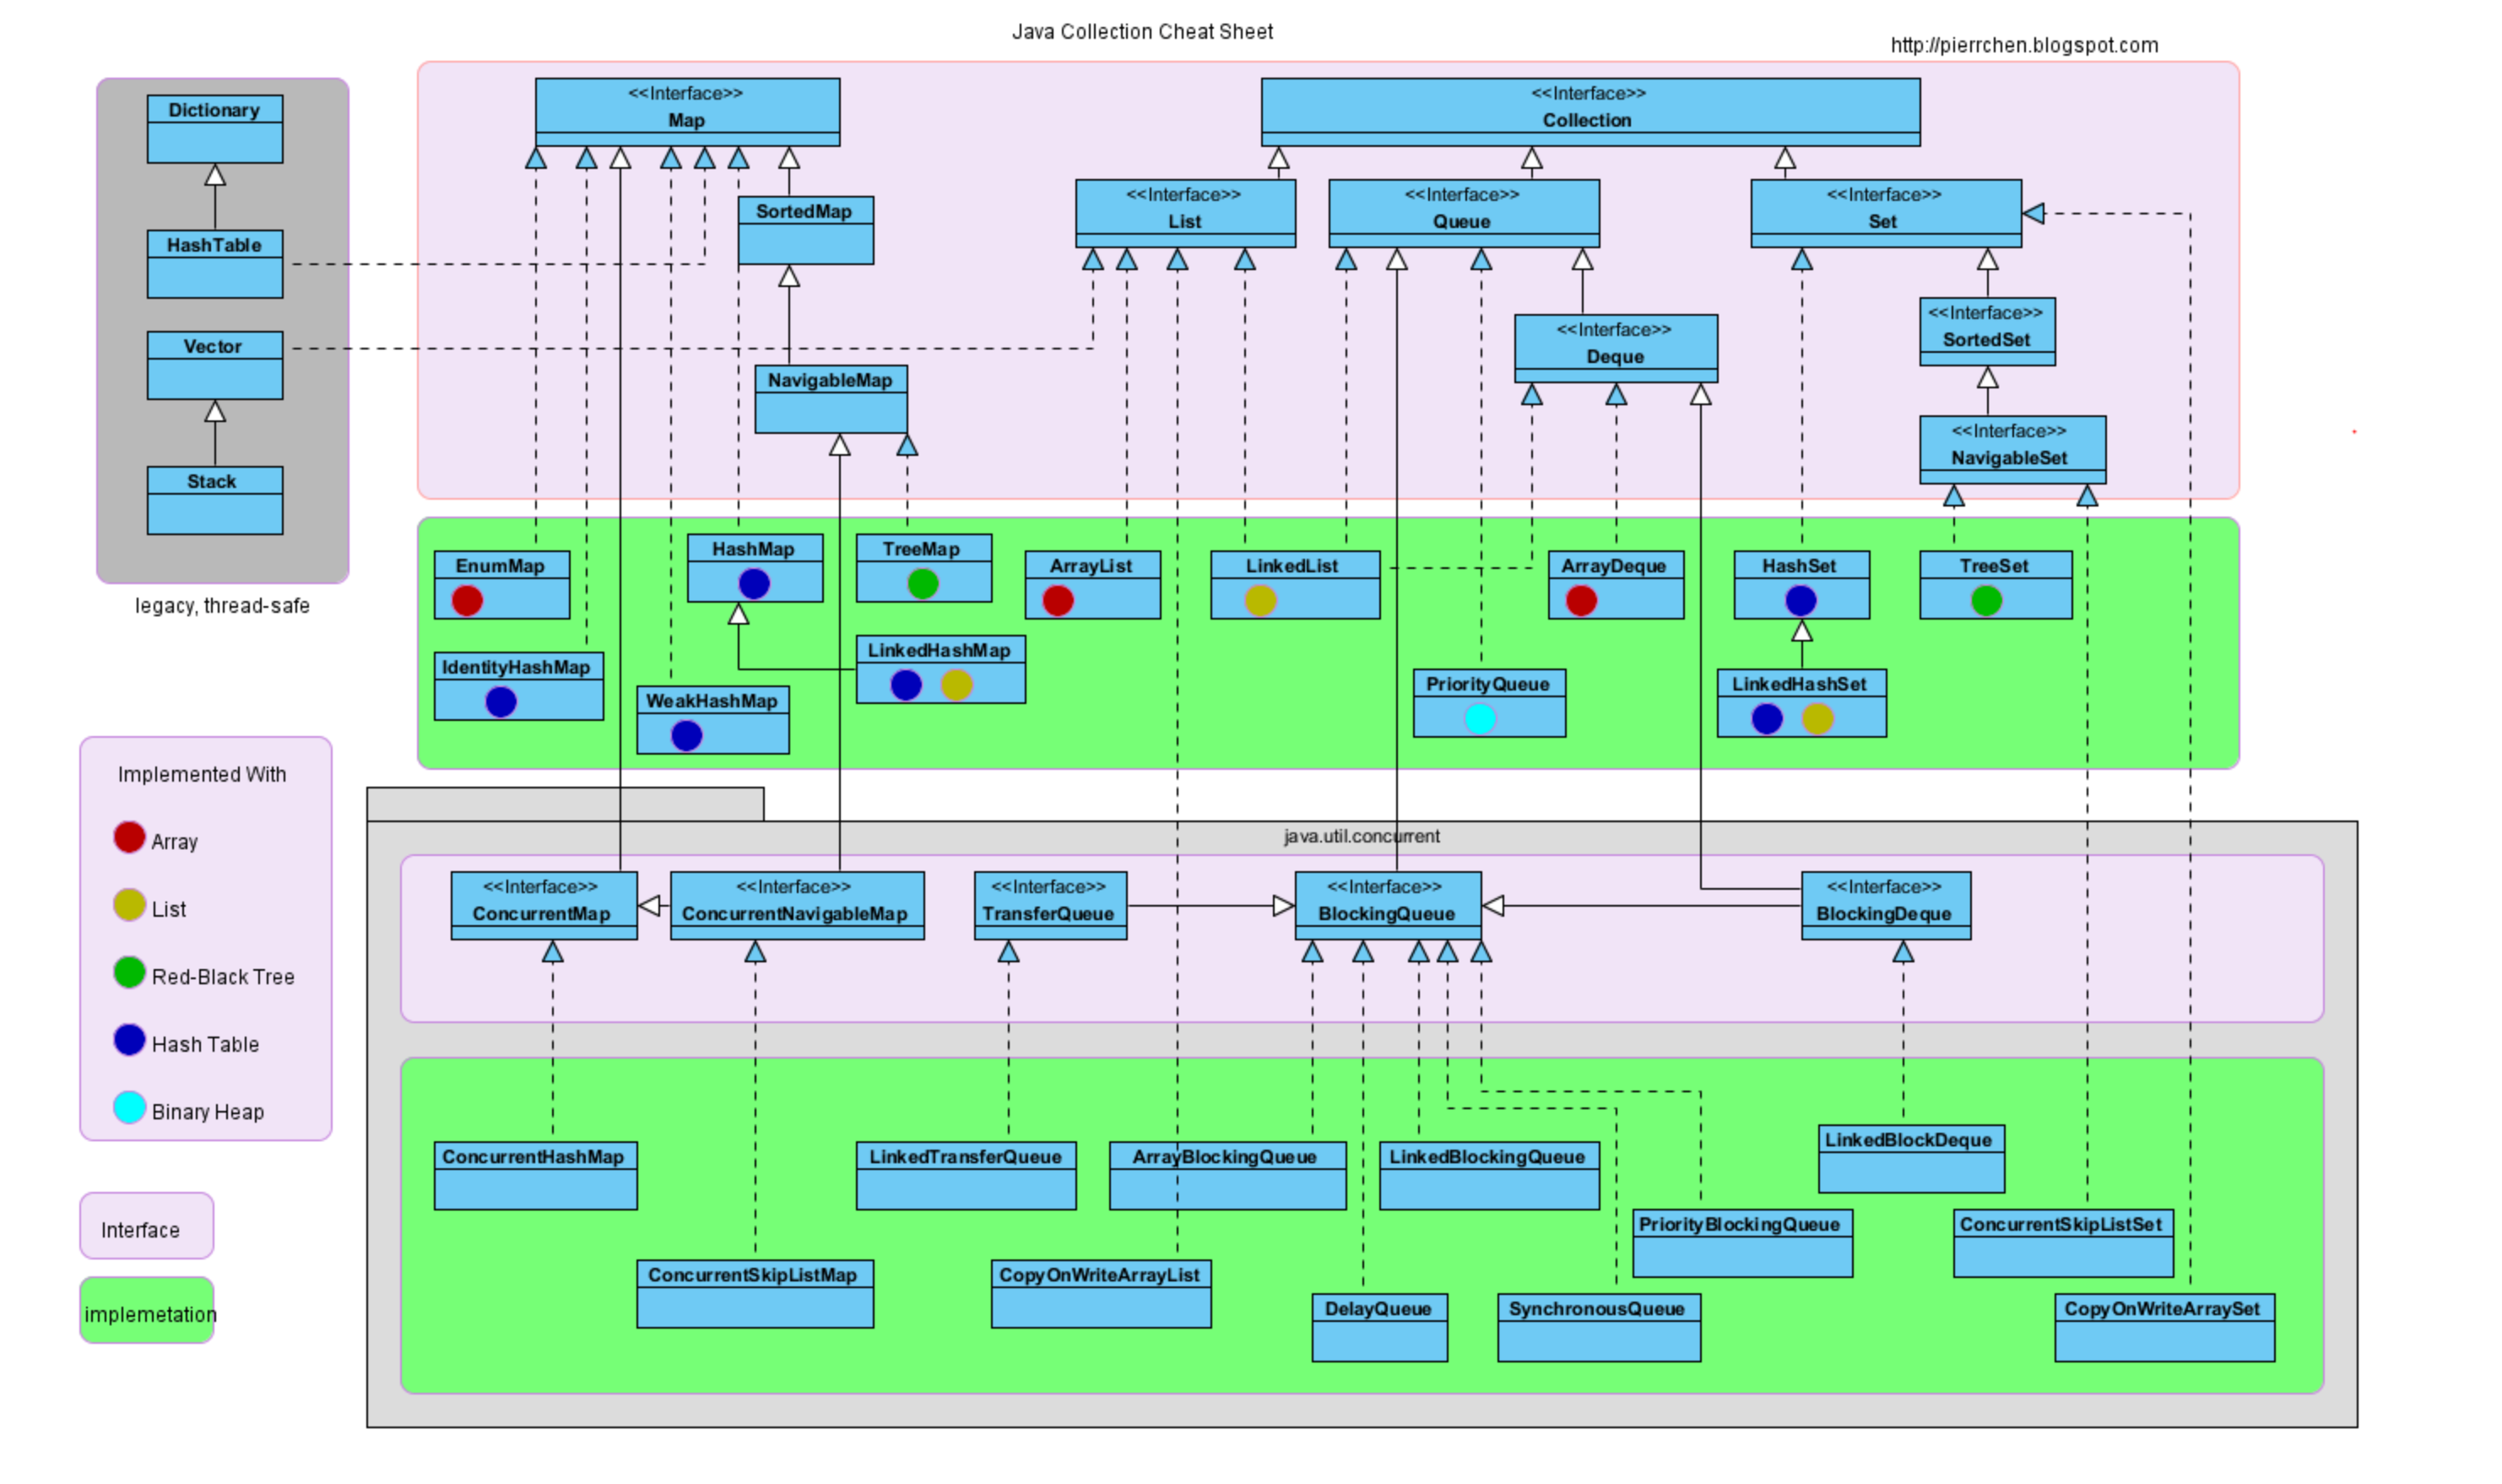 Java Collection Cheat Sheet
http://pierrchen.blogspot.com
Dictionary
HashTable
Vector
Stack
legacy, thread-safe
<<Interface>>
Map
<<Interface>>
Collection
SortedMap
<<Interface>>
List
<<Interface>>
Queue
<<Interface>>
Set
<<Interface>>
SortedSet
<<Interface>>
Deque
NavigableMap
<<Interface>>
NavigableSet
EnumMap
HashMap
TreeMap
ArrayList
LinkedList
ArrayDeque
HashSet
TreeSet
IdentityHashMap
WeakHashMap
LinkedHashMap
PriorityQueue
LinkedHashSet
Implemented With
Array
List
Red-Black Tree
Hash Table
Binary Heap
Interface
implemetation
java.util.concurrent
<<Interface>>
ConcurrentMap
<<Interface>>
ConcurrentNavigableMap
<<Interface>>
TransferQueue
<<Interface>>
BlockingQueue
<<Interface>>
BlockingDeque
ConcurrentHashMap
LinkedTransferQueue
ArrayBlockingQueue
LinkedBlockingQueue
LinkedBlockDeque
PriorityBlockingQueue
ConcurrentSkipListSet
ConcurrentSkipListMap
CopyOnWriteArrayList
DelayQueue
SynchronousQueue
CopyOnWriteArraySet